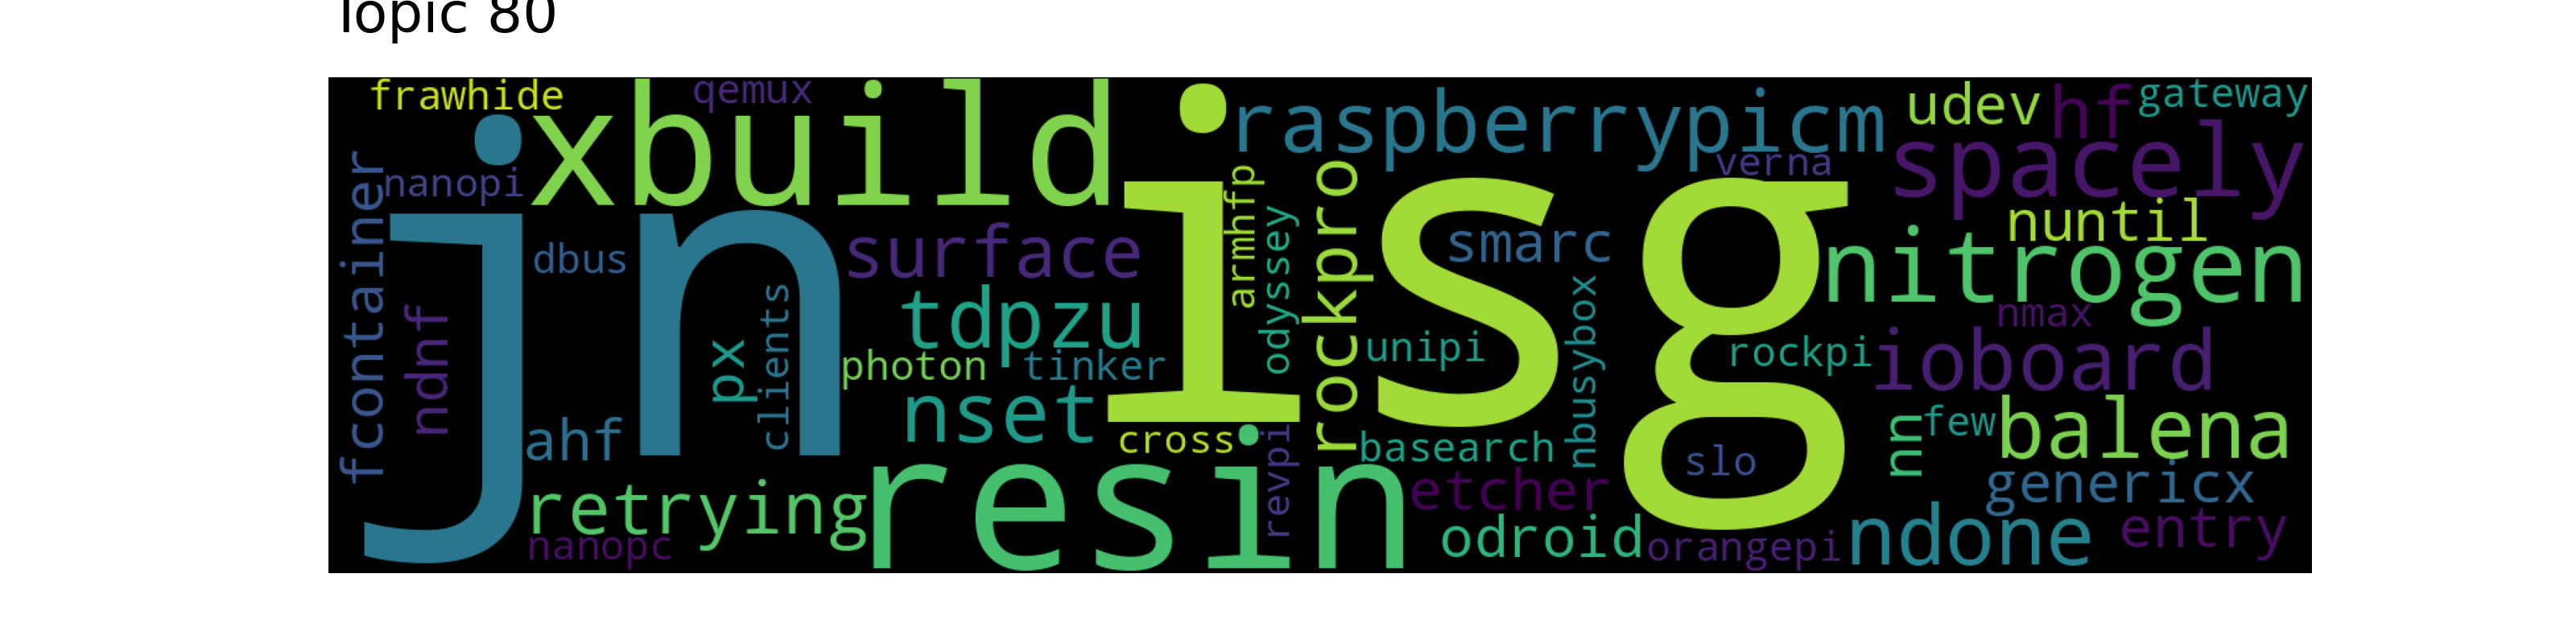 Topic 80
frawhide
qemux
xbuild
raspberrypicm
udev
hf
gateway
nanopi
verna
spacely
fcontainer
jn
isg
armhfp
odyssey
rockpro
smarc
nuntil
nitrogen
dbus
surface
tdpzu
ndnf
px
clients
photon
tinker
unipi
nbusybox
rockpi
nmax
ioboard
nset
ahf
cross
revpi
basearch
slo
nn
few
balena
retrying
resin
etcher
genericx
nanopc
odroid
orangepi
ndone
entry